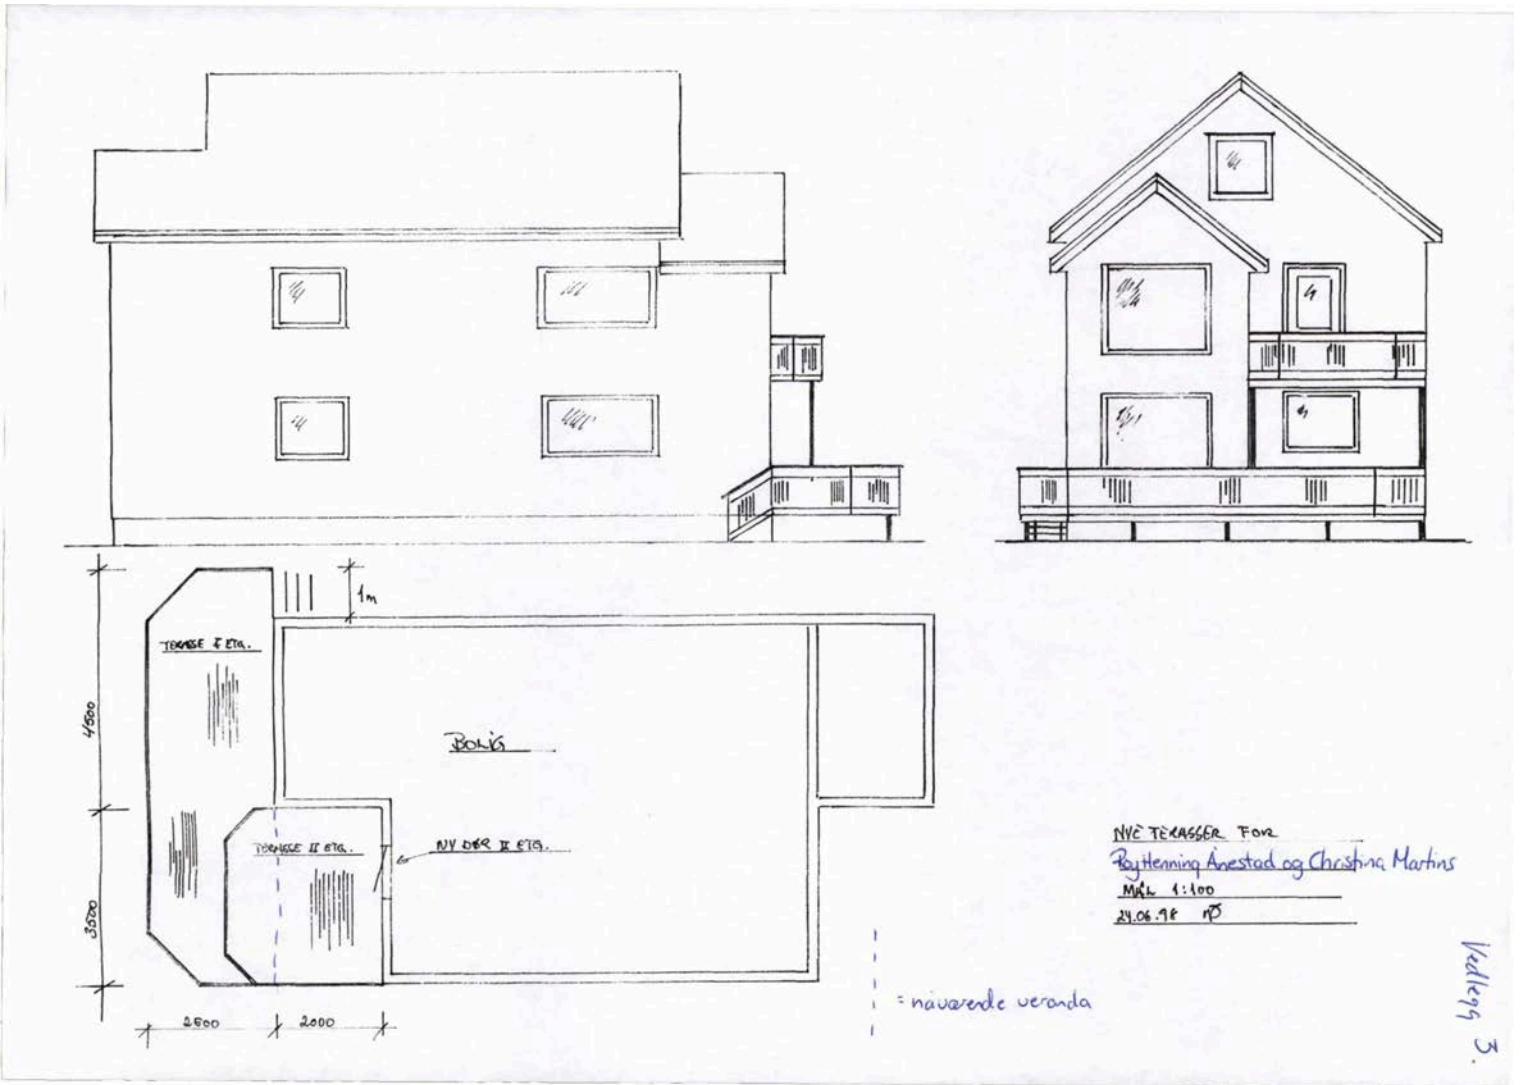 1m
TERASSE I ETG.
4500
BOLIG
TERASSE II ETG.
NY DØR II ETG.
3500
2500
2000
NYE TERASSER FOR
Roy Henning Ånestad og Christina Martins
MÅL 1:100
24.06.98
= nåværende veranda
Vedlegg 3.